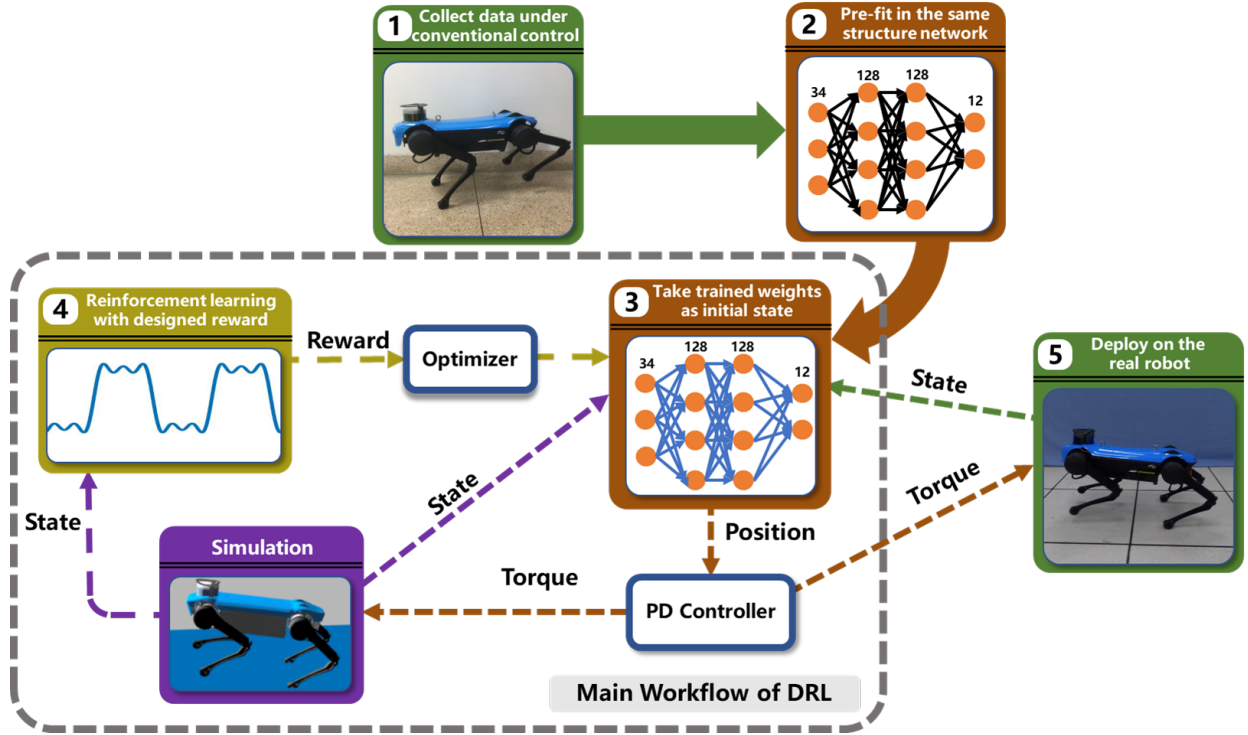 1
Collect data under
conventional control
2
Pre-fit in the same
structure network
34
128
128
12
4
Reinforcement learning
with designed reward
Reward
Optimizer
3
Take trained weights
as initial state
34
128
128
12
5
Deploy on the
real robot
State
Torque
State
State
Simulation
Torque
Position
PD Controller
Main Workflow of DRL